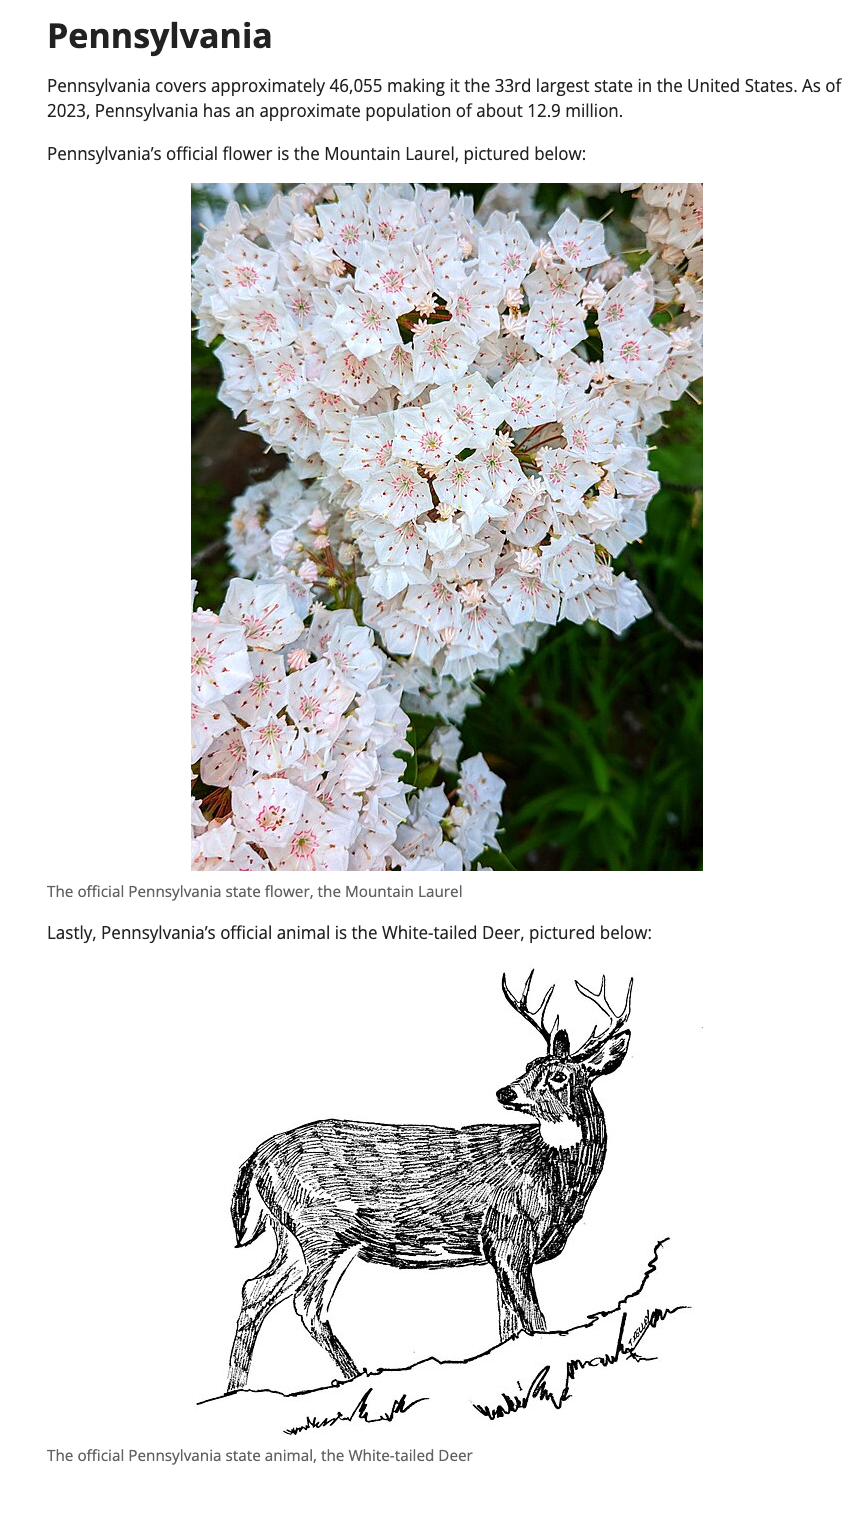 Pennsylvania
Pennsylvania covers approximately 46,055 making it the 33rd largest state in the United States. As of
2023, Pennsylvania has an approximate population of about 12.9 million.
Pennsylvania’s official flower is the Mountain Laurel, pictured below:
The official Pennsylvania state flower, the Mountain Laurel
Lastly, Pennsylvania’s official animal is the White-tailed Deer, pictured below:
The official Pennsylvania state animal, the White-tailed Deer